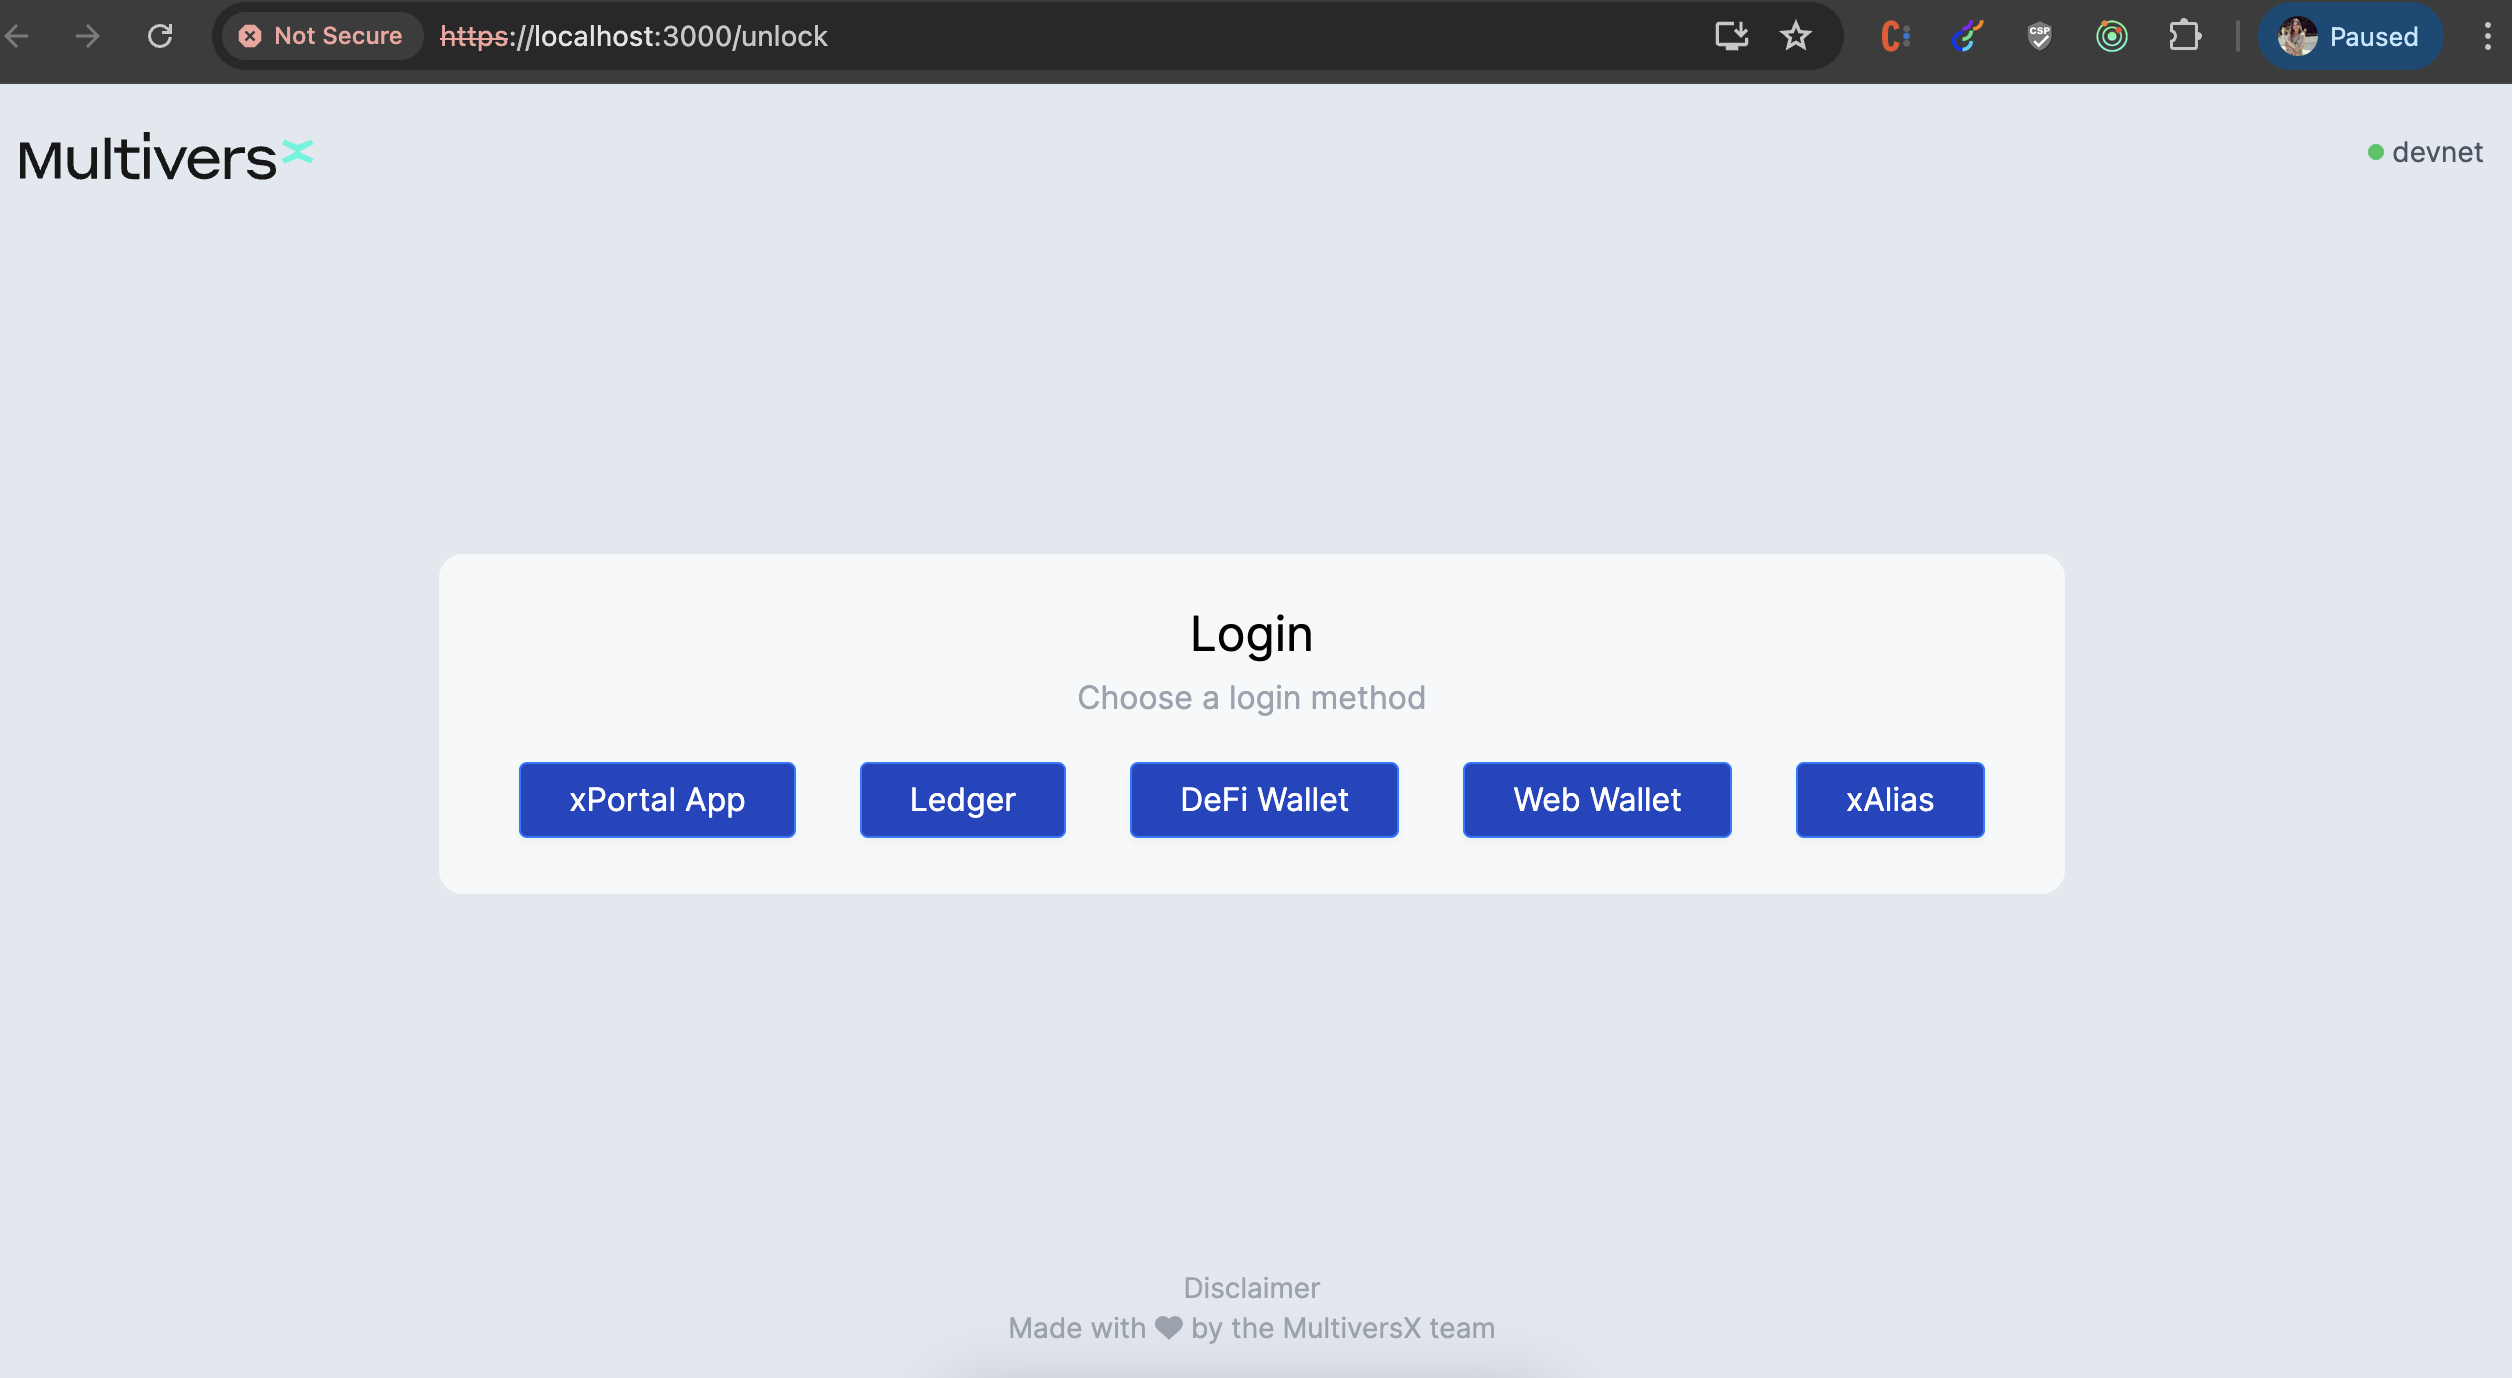 Not Secure https://localhost:3000/unlock CSP Paused
MultiversX devnet
Login
Choose a login method
xPortal App Ledger DeFi Wallet Web Wallet xAlias
Disclaimer
Made with ❤ by the MultiversX team